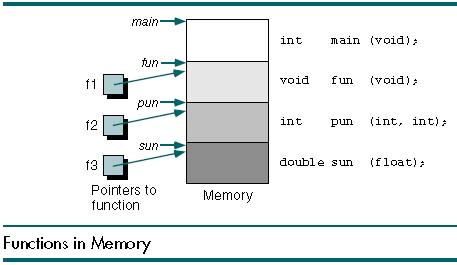 main
int main (void);
fun
f1
void fun (void);
pun
f2
int pun (int, int);
sun
f3
double sun (float);
Pointers to
function
Memory
Functions in Memory